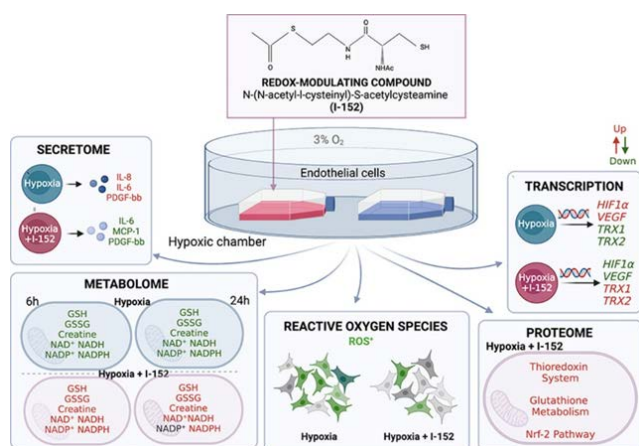 S
O
O
N
H
SH
NHAc
REDOX-MODULATING COMPOUND
N-(N-acetyl-l-cysteinyl)-S-acetylcysteamine
(I-152)
3% O₂
Endothelial cells
Hypoxic chamber
SECRETOME
Hypoxia
IL-8
IL-6
PDGF-bb
Hypoxia
+I-152
IL-6
MCP-1
PDGF-bb
Up
Down
TRANSCRIPTION
Hypoxia
HIF1α
VEGF
TRX1
TRX2
Hypoxia
+I-152
HIF1α
VEGF
TRX1
TRX2
METABOLOME
6h
Hypoxia
24h
GSH
GSSG
Creatine
NAD⁺ NADH
NADP⁺ NADPH
GSH
GSSG
Creatine
NAD⁺ NADH
NADP⁺ NADPH
Hypoxia + I-152
GSH
GSSG
Creatine
NAD⁺ NADH
NADP⁺ NADPH
GSH
GSSG
Creatine
NAD⁺NADH
NADP⁺ NADPH
REACTIVE OXYGEN SPECIES
ROS⁺
Hypoxia
Hypoxia + I-152
PROTEOME
Hypoxia + I-152
Thioredoxin
System
Glutathione
Metabolism
Nrf-2 Pathway